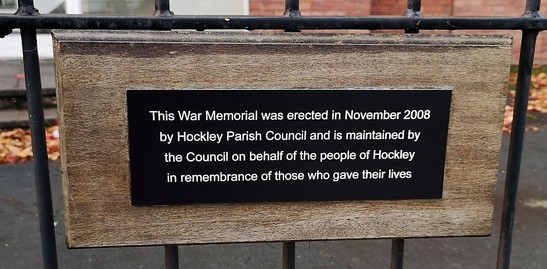 This War Memorial was erected in November 2008
by Hockley Parish Council and is maintained by
the Council on behalf of the people of Hockley
in remembrance of those who gave their lives